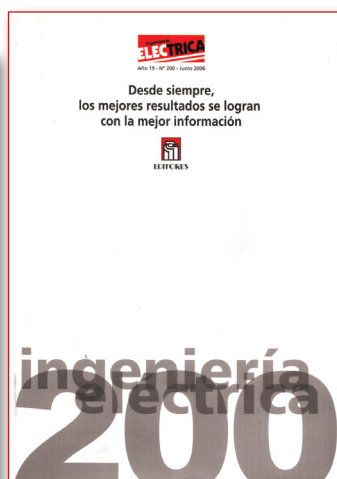 ingeniería
ELECTRICA
Año 19 - Nº 200 - Junio 2006
Desde siempre,
los mejores resultados se logran
con la mejor información
EDITORES
ingeniería
eléctrica
200